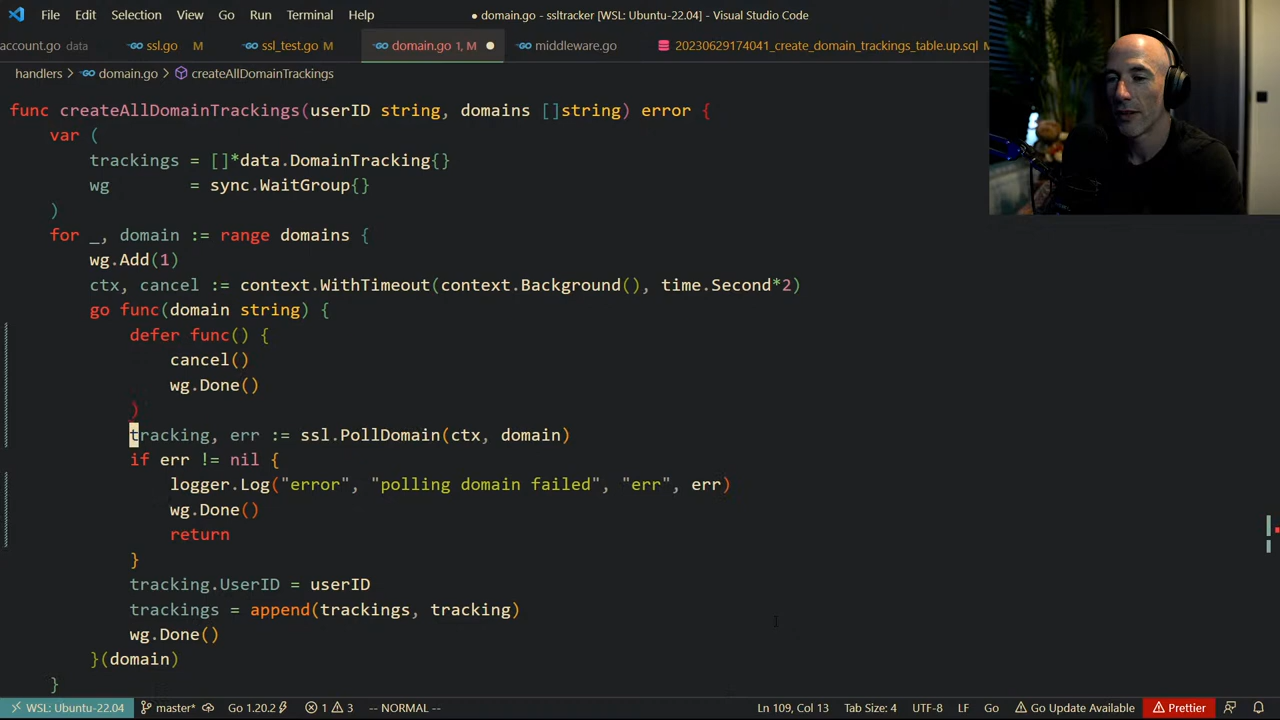 File Edit Selection View Go Run Terminal Help
● domain.go - ssltracker [WSL: Ubuntu-22.04] - Visual Studio Code
account.go data
ssl.go M
ssl_test.go M
domain.go 1, M
middleware.go
20230629174041_create_domain_trackings_table.up.sql
handlers > domain.go > createAllDomainTrackings
func createAllDomainTrackings(userID string, domains []string) error {
var (
trackings = []*data.DomainTracking{}
wg = sync.WaitGroup{}
)
for _, domain := range domains {
wg.Add(1)
ctx, cancel := context.WithTimeout(context.Background(), time.Second*2)
go func(domain string) {
defer func() {
cancel()
wg.Done()
)
tracking, err := ssl.PollDomain(ctx, domain)
if err != nil {
logger.Log("error", "polling domain failed", "err", err)
wg.Done()
return
}
tracking.UserID = userID
trackings = append(trackings, tracking)
wg.Done()
}(domain)
}
WSL: Ubuntu-22.04 master* Go 1.20.2 1 3 -- NORMAL -- Ln 109, Col 13 Tab Size: 4 UTF-8 LF Go Go Update Available Prettier